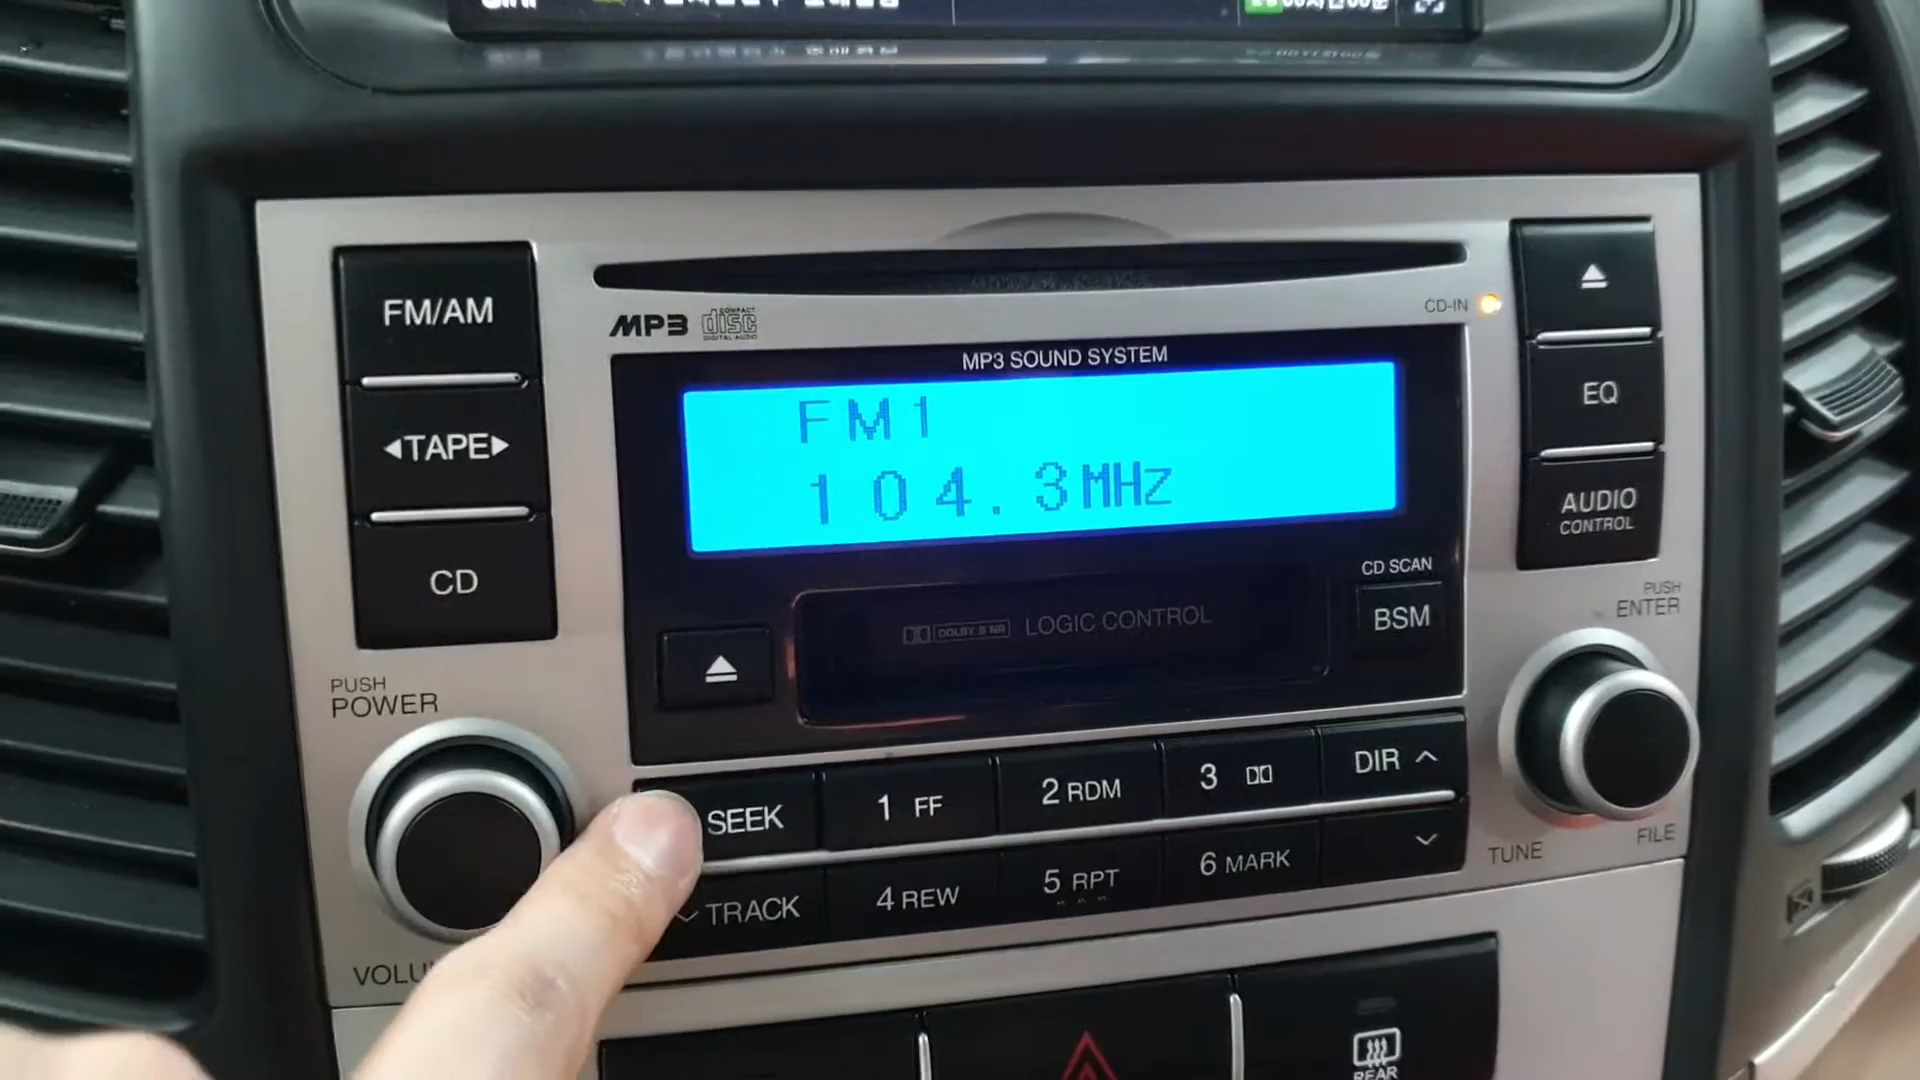 FM/AM
TAPE
CD
MP3
COMPACT
disc
DIGITAL AUDIO
MP3 SOUND SYSTEM
CD-IN
FM1
104.3MHz
EQ
AUDIO
CONTROL
CD SCAN
BSM
DOLBY B NR
LOGIC CONTROL
PUSH
ENTER
PUSH
POWER
SEEK
1 FF
2 RDM
3
DIR
TRACK
4 REW
5 RPT
6 MARK
TUNE
FILE
REAR